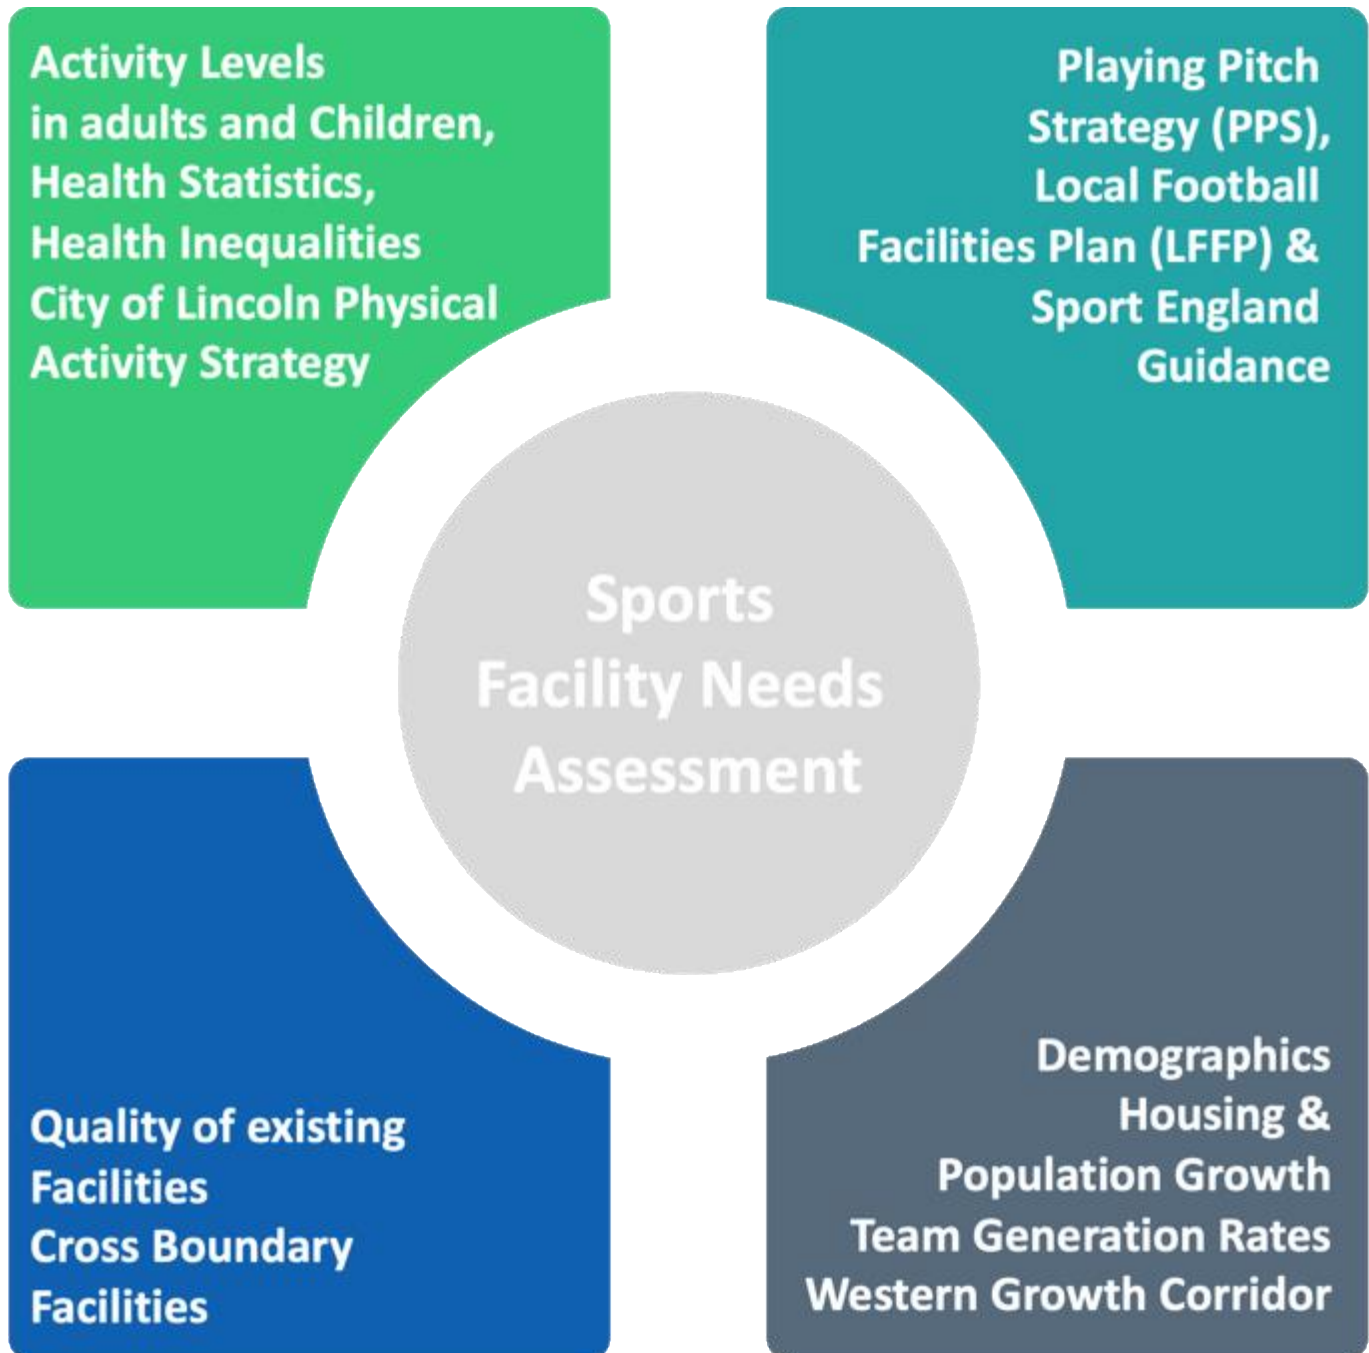 Activity Levels
in adults and Children,
Health Statistics,
Health Inequalities
City of Lincoln Physical
Activity Strategy
Playing Pitch
Strategy (PPS),
Local Football
Facilities Plan (LFFP) &
Sport England
Guidance
Sports
Facility Needs
Assessment
Quality of existing
Facilities
Cross Boundary
Facilities
Demographics
Housing &
Population Growth
Team Generation Rates
Western Growth Corridor